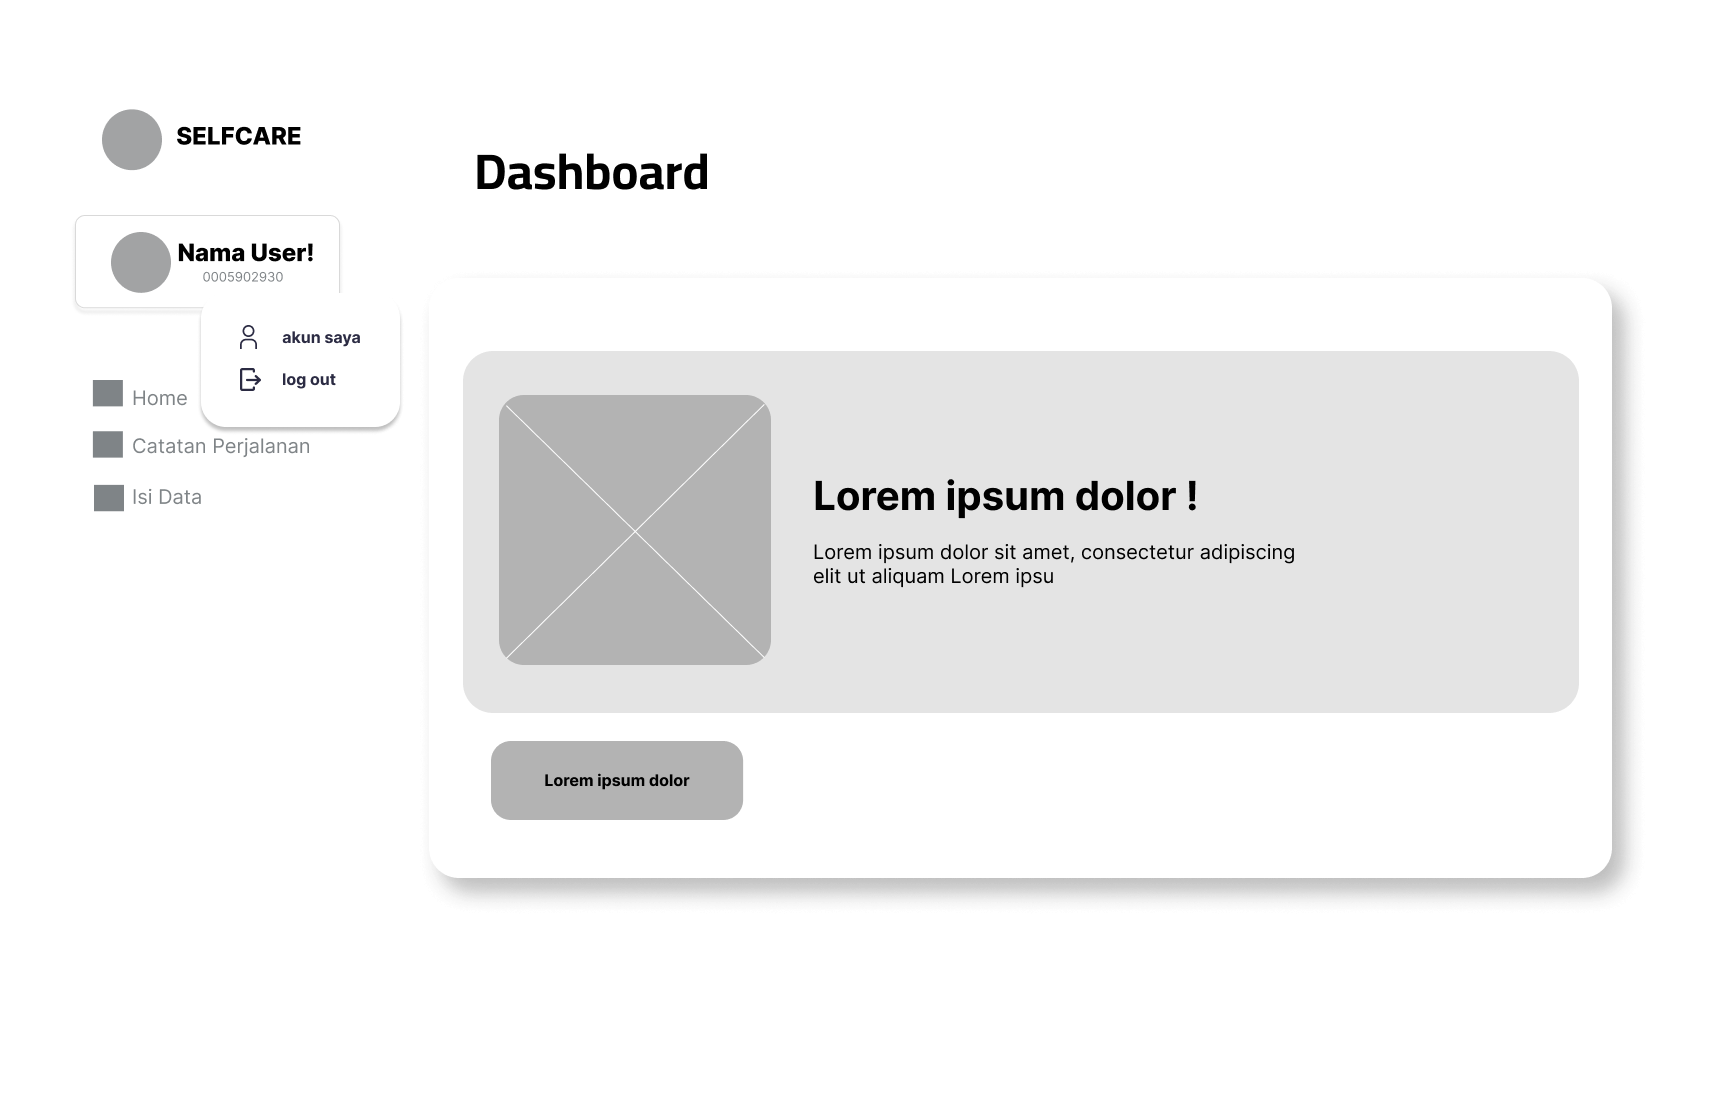 SELFCARE
Dashboard
Nama User!
0005902930
akun saya
log out
Home
Catatan Perjalanan
Isi Data
Lorem ipsum dolor !
Lorem ipsum dolor sit amet, consectetur adipiscing
elit ut aliquam Lorem ipsu
Lorem ipsum dolor